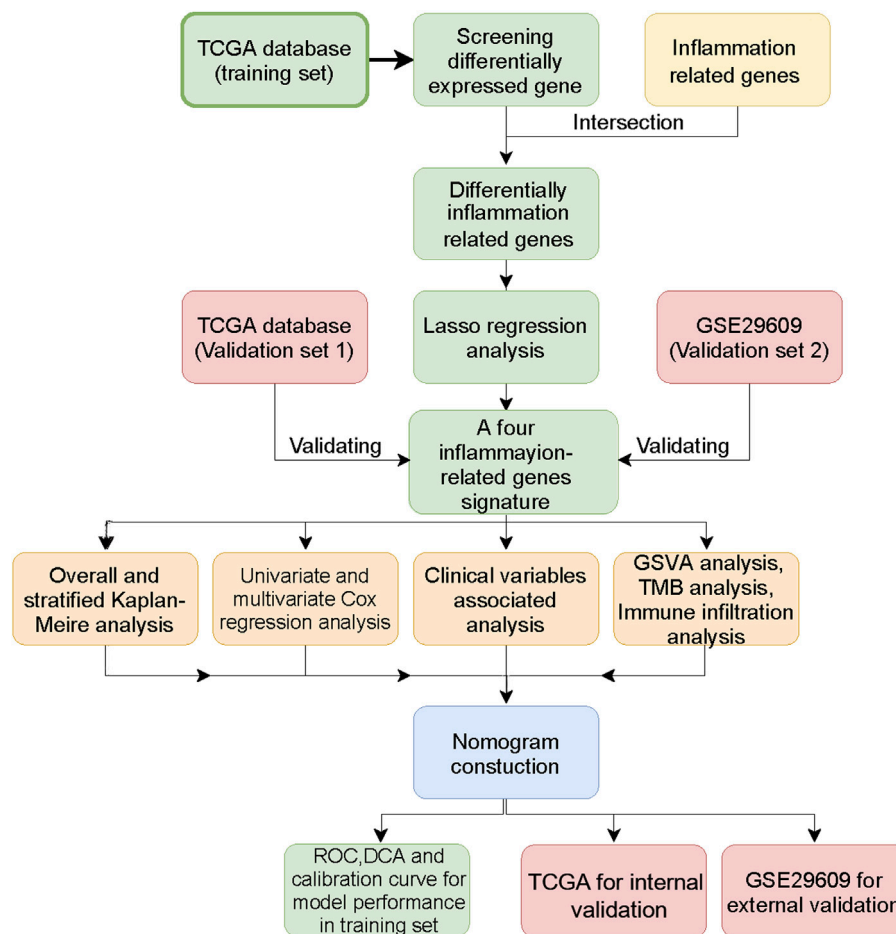 TCGA database
(training set)
Screening
differentially
expressed gene
Inflammation
related genes
Intersection
Differentially
inflammation
related genes
TCGA database
(Validation set 1)
Lasso regression
analysis
GSE29609
(Validation set 2)
Validating
A four
inflammayion-
related genes
signature
Validating
Overall and
stratified Kaplan-
Meire analysis
Univariate and
multivariate Cox
regression analysis
Clinical variables
associated
analysis
GSVA analysis,
TMB analysis,
Immune infiltration
analysis
Nomogram
constuction
ROC,DCA and
calibration curve for
model performance
in training set
TCGA for internal
validation
GSE29609 for
external validation